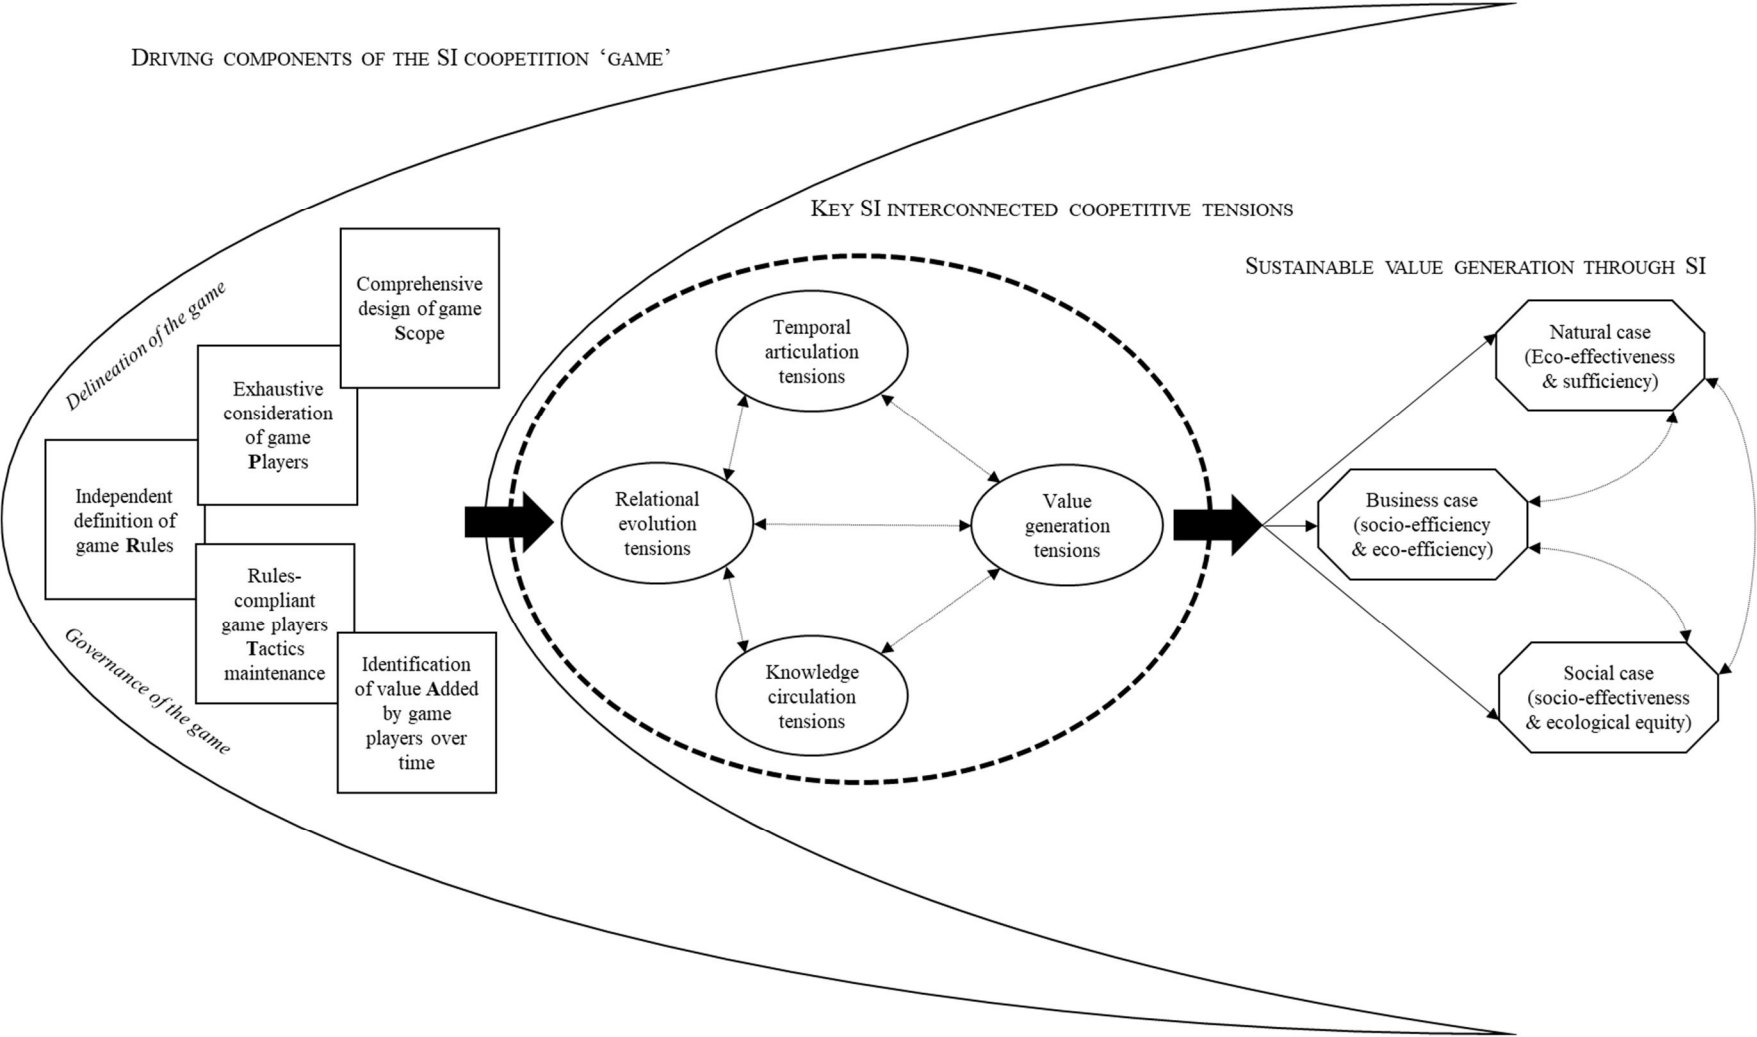 DRIVING COMPONENTS OF THE SI COOPETITION ‘GAME’
Delineation of the game
Comprehensive
design of game
Scope
Exhaustive
consideration
of game
Players
Independent
definition of
game Rules
Rules-
compliant
game players
Tactics
maintenance
Identification
of value Added
by game
players over
time
Governance of the game
KEY SI INTERCONNECTED COOPETITIVE TENSIONS
Temporal
articulation
tensions
Relational
evolution
tensions
Value
generation
tensions
Knowledge
circulation
tensions
SUSTAINABLE VALUE GENERATION THROUGH SI
Natural case
(Eco-effectiveness
& sufficiency)
Business case
(socio-efficiency
& eco-efficiency)
Social case
(socio-effectiveness
& ecological equity)